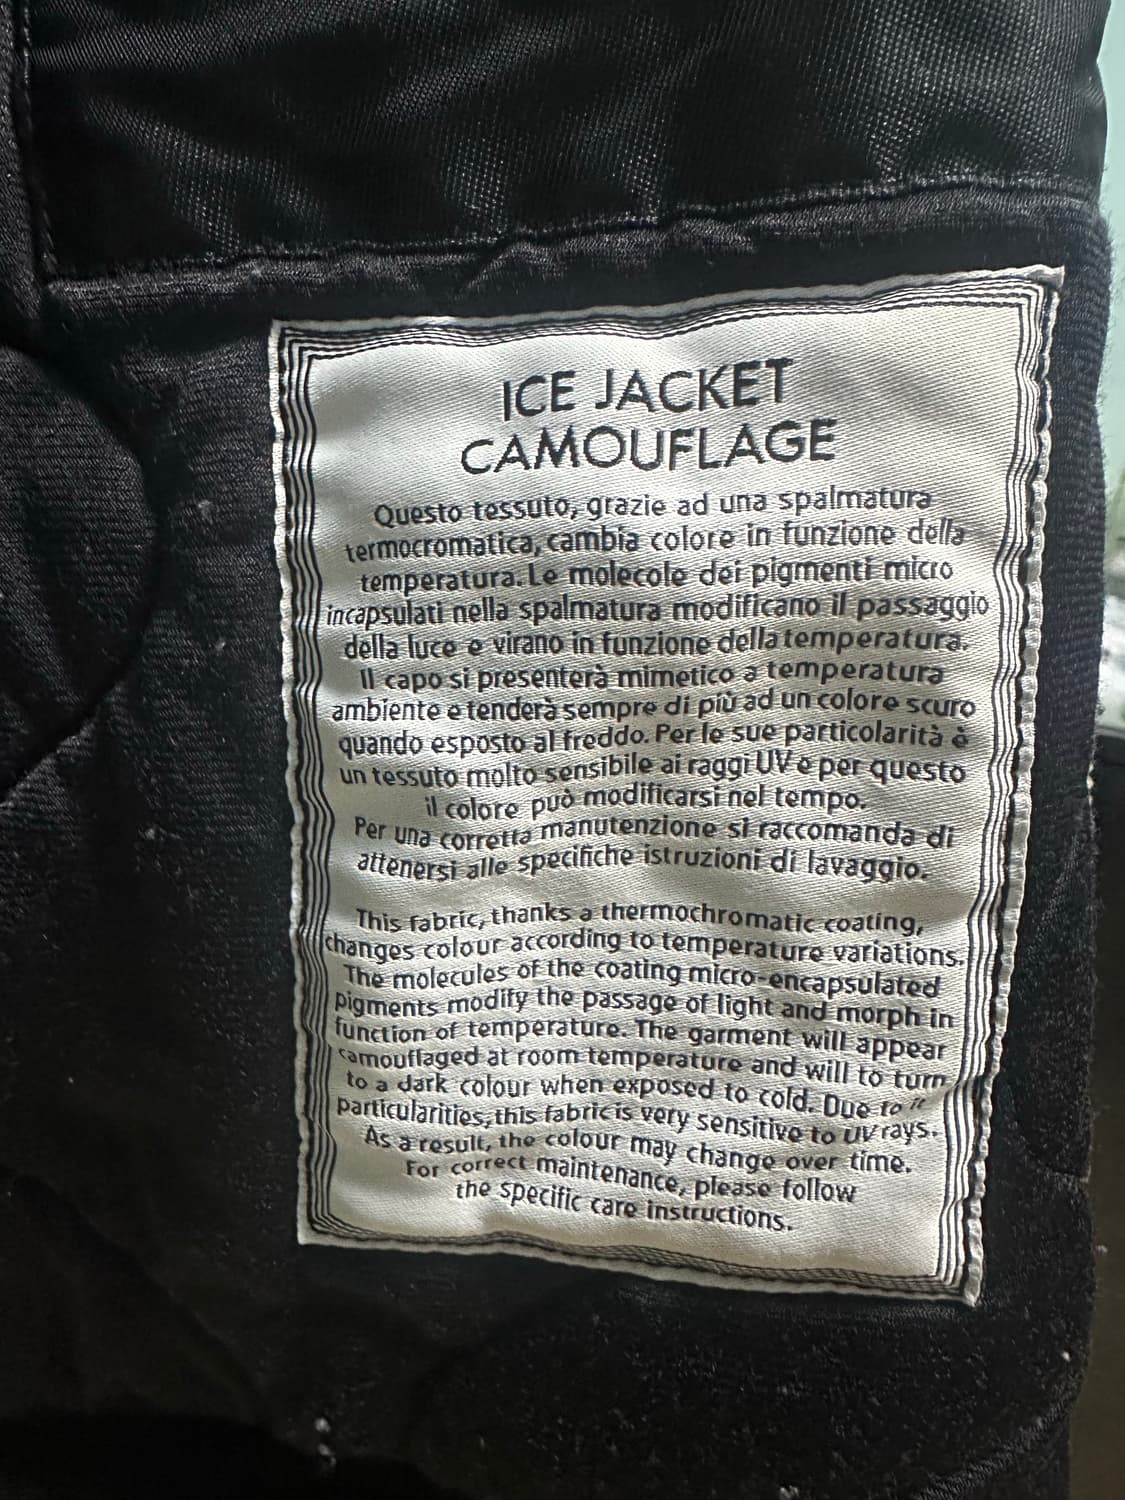 ICE JACKET
CAMOUFLAGE
Questo tessuto, grazie ad una spalmatura
termocromatica, cambia colore in funzione della
temperatura. Le molecole dei pigmenti micro
incapsulati nella spalmatura modificano il passaggio
della luce e virano in funzione della temperatura.
Il capo si presenterà mimetico a temperatura
ambiente e tenderà sempre di più ad un colore scuro
quando esposto al freddo. Per le sue particolarità è
un tessuto molto sensibile ai raggi UV e per questo
il colore può modificarsi nel tempo.
Per una corretta manutenzione si raccomanda di
attenersi alle specifiche istruzioni di lavaggio.
This fabric, thanks a thermochromatic coating,
changes colour according to temperature variations.
The molecules of the coating micro-encapsulated
pigments modify the passage of light and morph in
function of temperature. The garment will appear
camouflaged at room temperature and will to turn
to a dark colour when exposed to cold. Due to it
particularities, this fabric is very sensitive to UV rays.
As a result, the colour may change over time.
For correct maintenance, please follow
the specific care instructions.